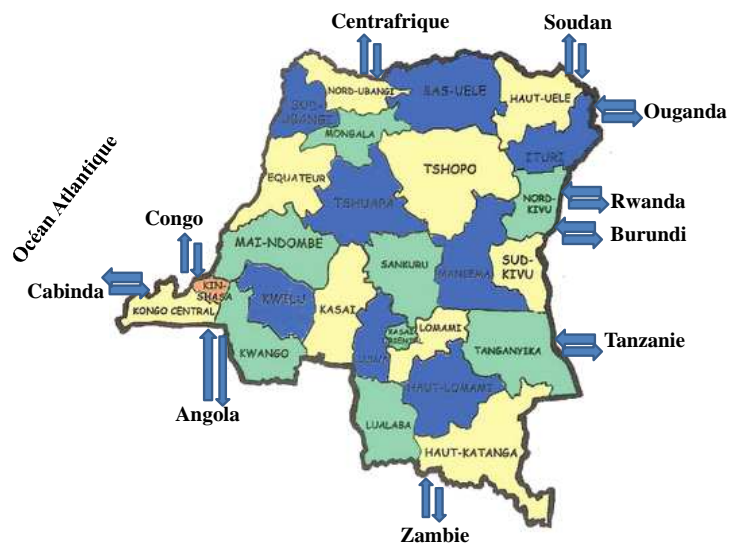 Centrafrique
Soudan
NORD-UBANGI
BAS-UELE
HAUT-UELE
Ouganda
SUD-
UBANGI
MONGALA
ITURI
Océan Atlantique
EQUATEUR
TSHOPO
TSHUAPA
NORD-
KIVU
Rwanda
Congo
Burundi
MAI-NDOMBE
SANKURU
MANIEMA
SUD-
KIVU
Cabinda
KIN-
SHASA
KONGO CENTRAL
KWILU
KASAI
LOMAMI
KASAI
ORIENTAL
Tanzanie
KWANGO
TANGANYIKA
HAUT-LOMAMI
Angola
LUALABA
HAUT-KATANGA
Zambie